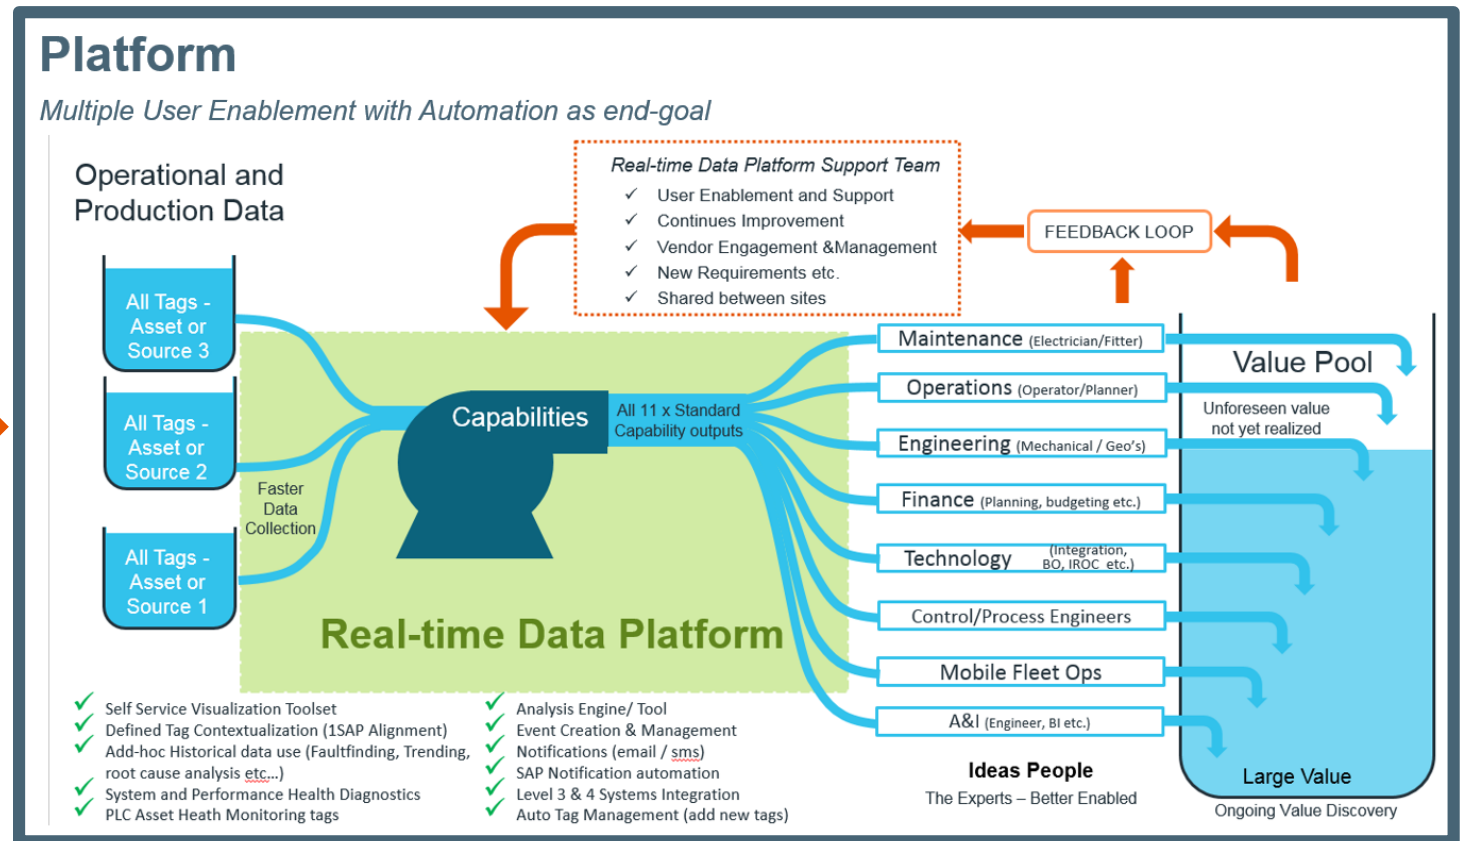 Platform
Multiple User Enablement with Automation as end-goal
Operational and
Production Data
Real-time Data Platform Support Team
✓ User Enablement and Support
✓ Continues Improvement
✓ Vendor Engagement &Management
✓ New Requirements etc.
✓ Shared between sites
FEEDBACK LOOP
All Tags -
Asset or
Source 3
All Tags -
Asset or
Source 2
All Tags -
Asset or
Source 1
Faster
Data
Collection
Capabilities
All 11 x Standard
Capability outputs
Real-time Data Platform
Maintenance (Electrician/Fitter)
Operations (Operator/Planner)
Engineering (Mechanical / Geo's)
Finance (Planning, budgeting etc.)
Technology (Integration,
BO, IROC etc.)
Control/Process Engineers
Mobile Fleet Ops
A&I (Engineer, BI etc.)
Ideas People
The Experts – Better Enabled
Value Pool
Unforeseen value
not yet realized
Large Value
Ongoing Value Discovery
✓ Self Service Visualization Toolset
✓ Defined Tag Contextualization (1SAP Alignment)
✓ Add-hoc Historical data use (Faultfinding, Trending,
root cause analysis etc...)
✓ System and Performance Health Diagnostics
✓ PLC Asset Heath Monitoring tags
✓ Analysis Engine/ Tool
✓ Event Creation & Management
✓ Notifications (email / sms)
✓ SAP Notification automation
✓ Level 3 & 4 Systems Integration
✓ Auto Tag Management (add new tags)